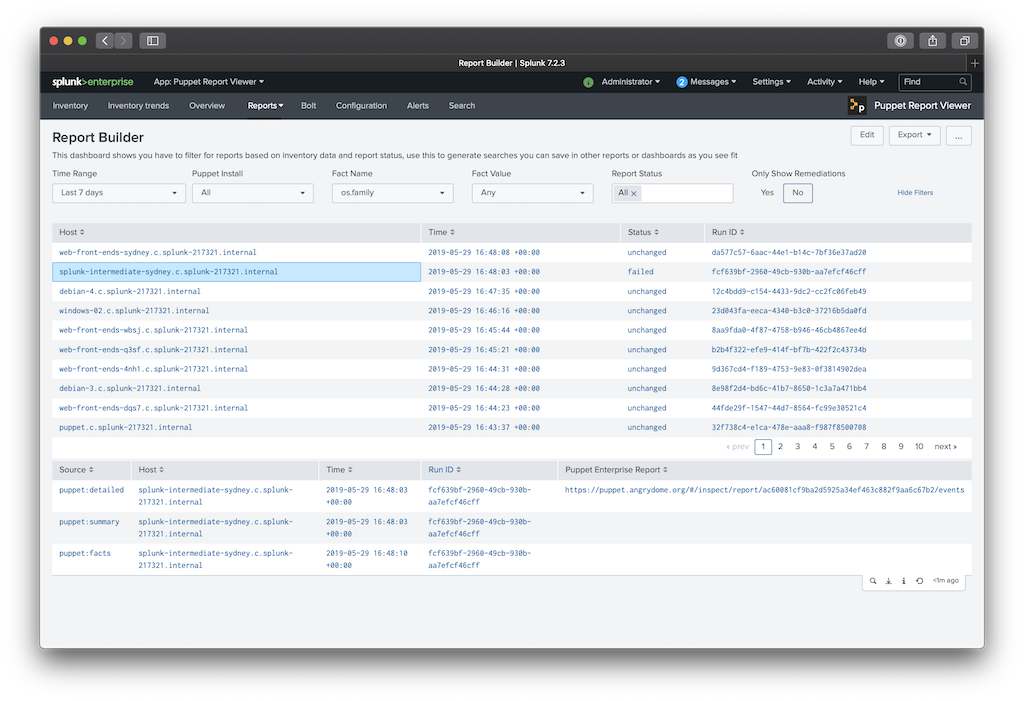 Report Builder | Splunk 7.2.3
splunk>enterprise App: Puppet Report Viewer i Administrator 2 Messages Settings Activity Help Find
Inventory Inventory trends Overview Reports Bolt Configuration Alerts Search Puppet Report Viewer
Report Builder Edit Export ...
This dashboard shows you have to filter for reports based on inventory data and report status, use this to generate searches you can save in other reports or dashboards as you see fit
Time Range Puppet Install Fact Name Fact Value Report Status Only Show Remediations
Last 7 days All os.family Any All × Yes No Hide Filters
Host Time Status Run ID
web-front-ends-sydney.c.splunk-217321.internal 2019-05-29 16:48:08 +00:00 unchanged da577c57-6aac-44e1-b14c-7bf36e37ad20
splunk-intermediate-sydney.c.splunk-217321.internal 2019-05-29 16:48:03 +00:00 failed fcf639bf-2960-49cb-930b-aa7efcf46cff
debian-4.c.splunk-217321.internal 2019-05-29 16:47:35 +00:00 unchanged 12c4bdd9-c154-4433-9dc2-cc2fc06feb49
windows-02.c.splunk-217321.internal 2019-05-29 16:46:16 +00:00 unchanged 23d043fa-eeca-4340-b3c0-37216b5da0fd
web-front-ends-wbsj.c.splunk-217321.internal 2019-05-29 16:45:44 +00:00 unchanged 8aa9fda0-4f87-4758-b946-46cb4867ee4d
web-front-ends-q3sf.c.splunk-217321.internal 2019-05-29 16:45:21 +00:00 unchanged b2b4f322-efe9-414f-bf7b-422f2c43734b
web-front-ends-4nh1.c.splunk-217321.internal 2019-05-29 16:44:31 +00:00 unchanged 9d367cd4-f189-4753-9e83-0f3814902dea
debian-3.c.splunk-217321.internal 2019-05-29 16:44:28 +00:00 unchanged 8e98f2d4-bd6c-41b7-8650-1c3a7a471bb4
web-front-ends-dqs7.c.splunk-217321.internal 2019-05-29 16:44:23 +00:00 unchanged 44fde29f-1547-44d7-8564-fc99e30521c4
puppet.c.splunk-217321.internal 2019-05-29 16:43:37 +00:00 unchanged 32f738c4-e1ca-478e-aaa8-f987f8500708
« prev 1 2 3 4 5 6 7 8 9 10 next »
Source Host Time Run ID Puppet Enterprise Report
puppet:detailed splunk-intermediate-sydney.c.splunk- 2019-05-29 16:48:03 fcf639bf-2960-49cb-930b- https://puppet.angrydome.org/#/inspect/report/ac60081cf9ba2d5925a34ef463c882f9aa6c67b2/events
217321.internal +00:00 aa7efcf46cff
puppet:summary splunk-intermediate-sydney.c.splunk- 2019-05-29 16:48:03 fcf639bf-2960-49cb-930b-
217321.internal +00:00 aa7efcf46cff
puppet:facts splunk-intermediate-sydney.c.splunk- 2019-05-29 16:48:10 fcf639bf-2960-49cb-930b-
217321.internal +00:00 aa7efcf46cff
<1m ago